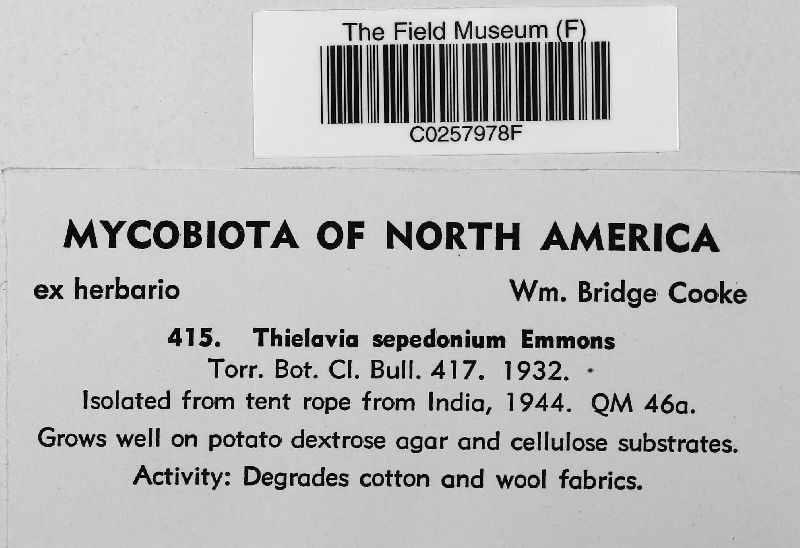 The Field Museum (F)
C0257978F
MYCOBIOTA OF NORTH AMERICA
ex herbario Wm. Bridge Cooke
415. Thielavia sepedonium Emmons
Torr. Bot. Cl. Bull. 417. 1932.
Isolated from tent rope from India, 1944. QM 46a.
Grows well on potato dextrose agar and cellulose substrates.
Activity: Degrades cotton and wool fabrics.